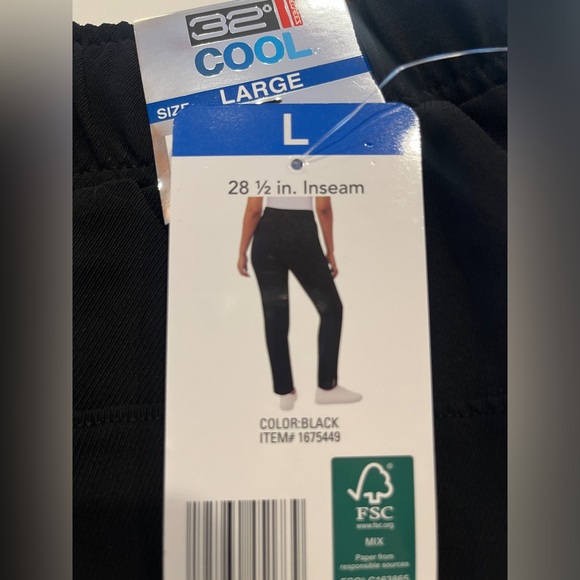 32°
COOL
SIZE LARGE
L
28 ½ in. Inseam
COLOR:BLACK
ITEM# 1675449
FSC
www.fsc.org
MIX
Paper from
responsible sources